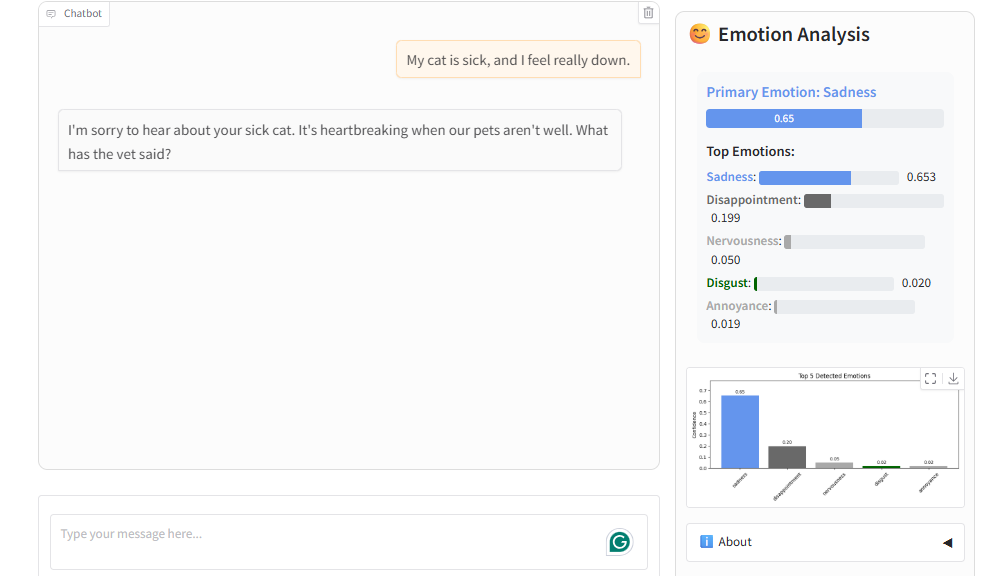 Chatbot
My cat is sick, and I feel really down.
I'm sorry to hear about your sick cat. It's heartbreaking when our pets aren't well. What
has the vet said?
Type your message here...
G
😊 Emotion Analysis
Primary Emotion: Sadness
0.65
Top Emotions:
Sadness: 0.653
Disappointment:
0.199
Nervousness:
0.050
Disgust: 0.020
Annoyance:
0.019
Top 5 Detected Emotions
Confidence
0.7
0.6
0.5
0.4
0.3
0.2
0.1
0.0
0.65
0.20
0.05
0.02
0.02
sadness
disappointment
nervousness
disgust
annoyance
ℹ️ About